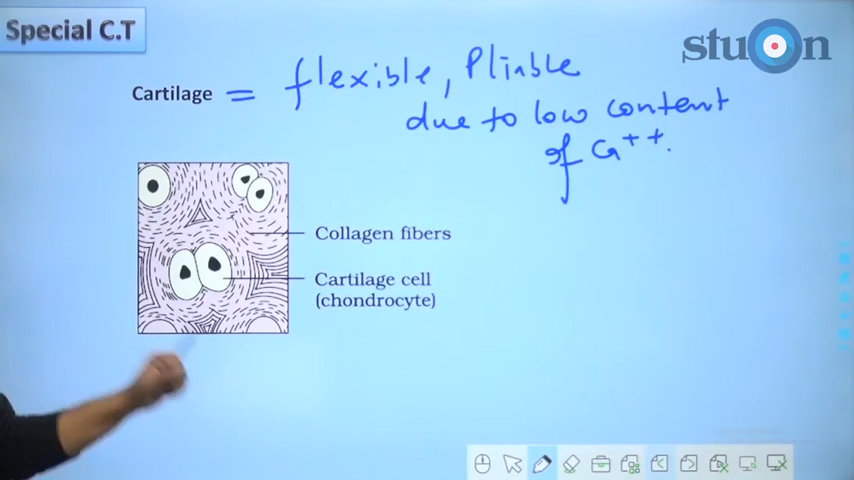 Special C.T
stuon
Cartilage = flexible, Pliable
due to low content
of Ca++.
Collagen fibers
Cartilage cell
(chondrocyte)